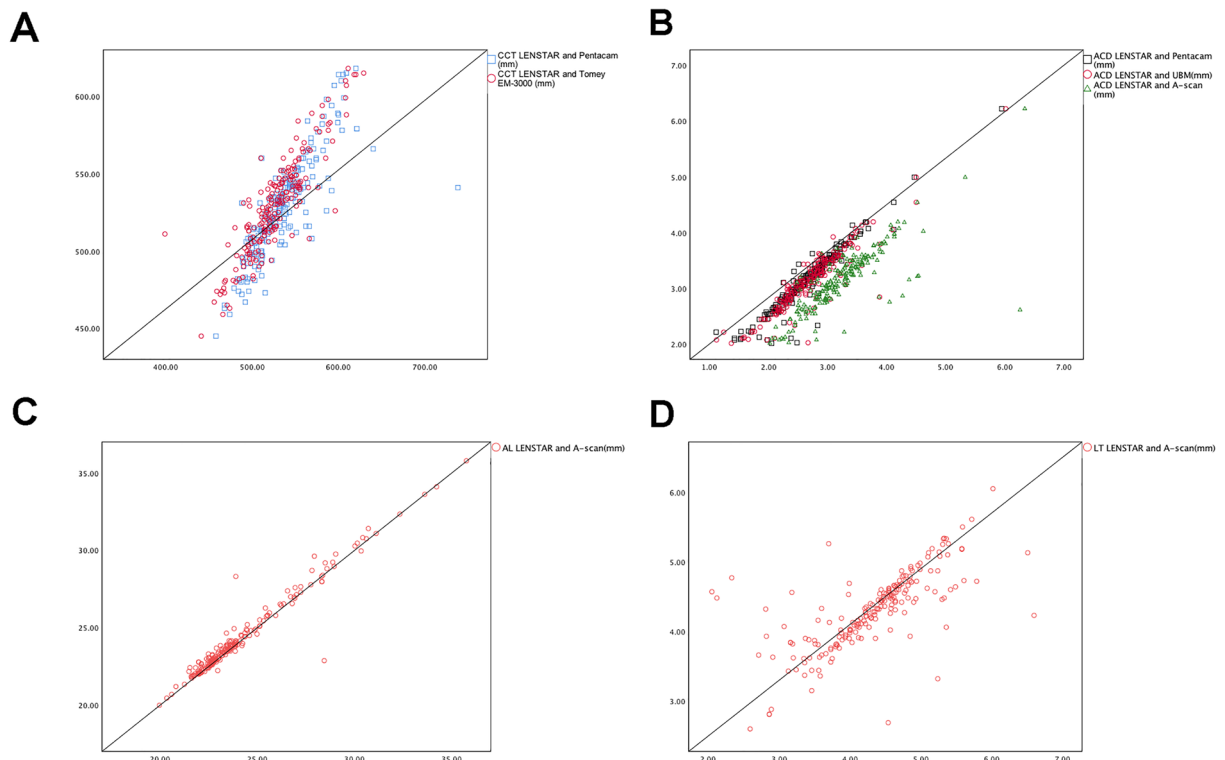 A
CCT LENSTAR and Pentacam
(mm)
CCT LENSTAR and Tomey
EM-3000 (mm)
600.00
550.00
500.00
450.00
400.00
500.00
600.00
700.00
B
ACD LENSTAR and Pentacam
(mm)
ACD LENSTAR and UBM(mm)
ACD LENSTAR and A-scan
(mm)
7.00
6.00
5.00
4.00
3.00
2.00
1.00
2.00
3.00
4.00
5.00
6.00
7.00
C
AL LENSTAR and A-scan(mm)
35.00
30.00
25.00
20.00
20.00
25.00
30.00
35.00
D
LT LENSTAR and A-scan(mm)
6.00
5.00
4.00
3.00
2.00
3.00
4.00
5.00
6.00
7.00